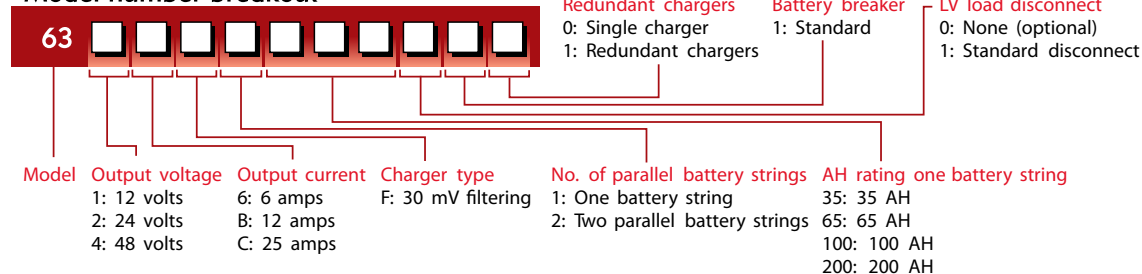 Model number breakout
63
Redundant chargers
0: Single charger
1: Redundant chargers
Battery breaker
1: Standard
LV load disconnect
0: None (optional)
1: Standard disconnect
Model
Output voltage
1: 12 volts
2: 24 volts
4: 48 volts
Output current
6: 6 amps
B: 12 amps
C: 25 amps
Charger type
F: 30 mV filtering
No. of parallel battery strings
1: One battery string
2: Two parallel battery strings
AH rating one battery string
35: 35 AH
65: 65 AH
100: 100 AH
200: 200 AH